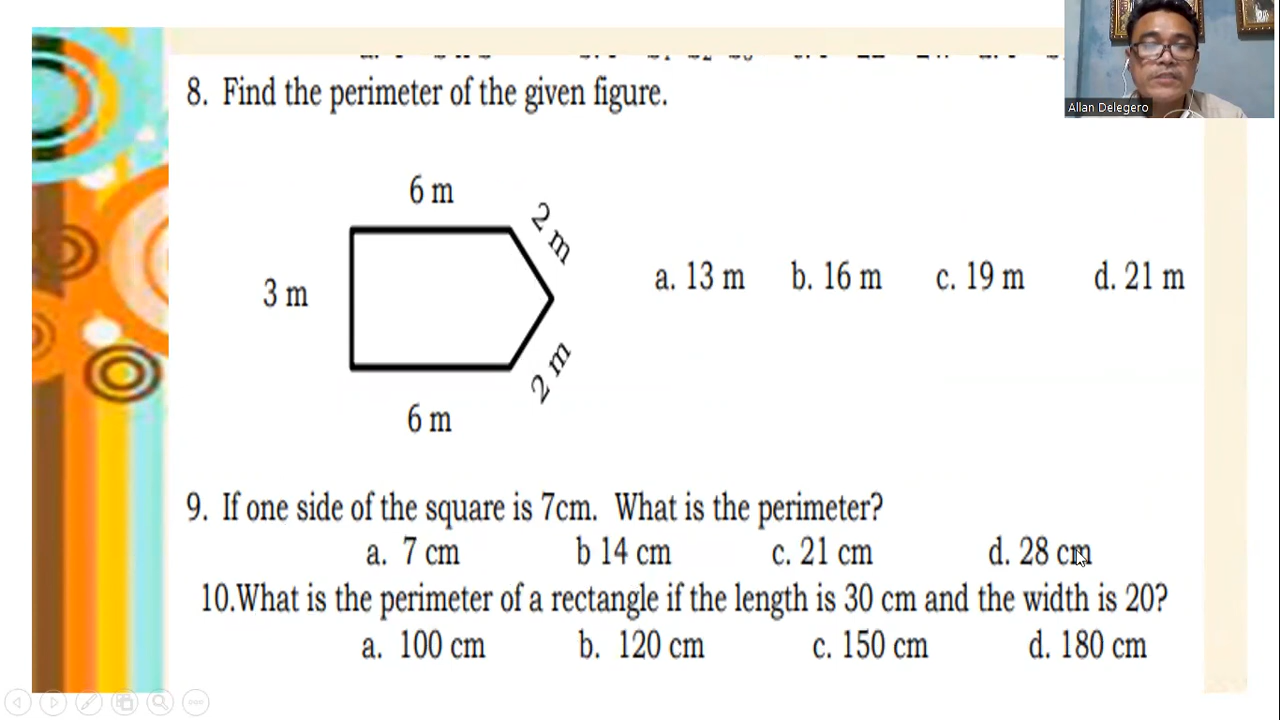 8. Find the perimeter of the given figure.
6 m
2 m
3 m
a. 13 m b. 16 m c. 19 m d. 21 m
2 m
6 m
9. If one side of the square is 7cm. What is the perimeter?
a. 7 cm b 14 cm c. 21 cm d. 28 cm
10.What is the perimeter of a rectangle if the length is 30 cm and the width is 20?
a. 100 cm b. 120 cm c. 150 cm d. 180 cm
Allan Delegero